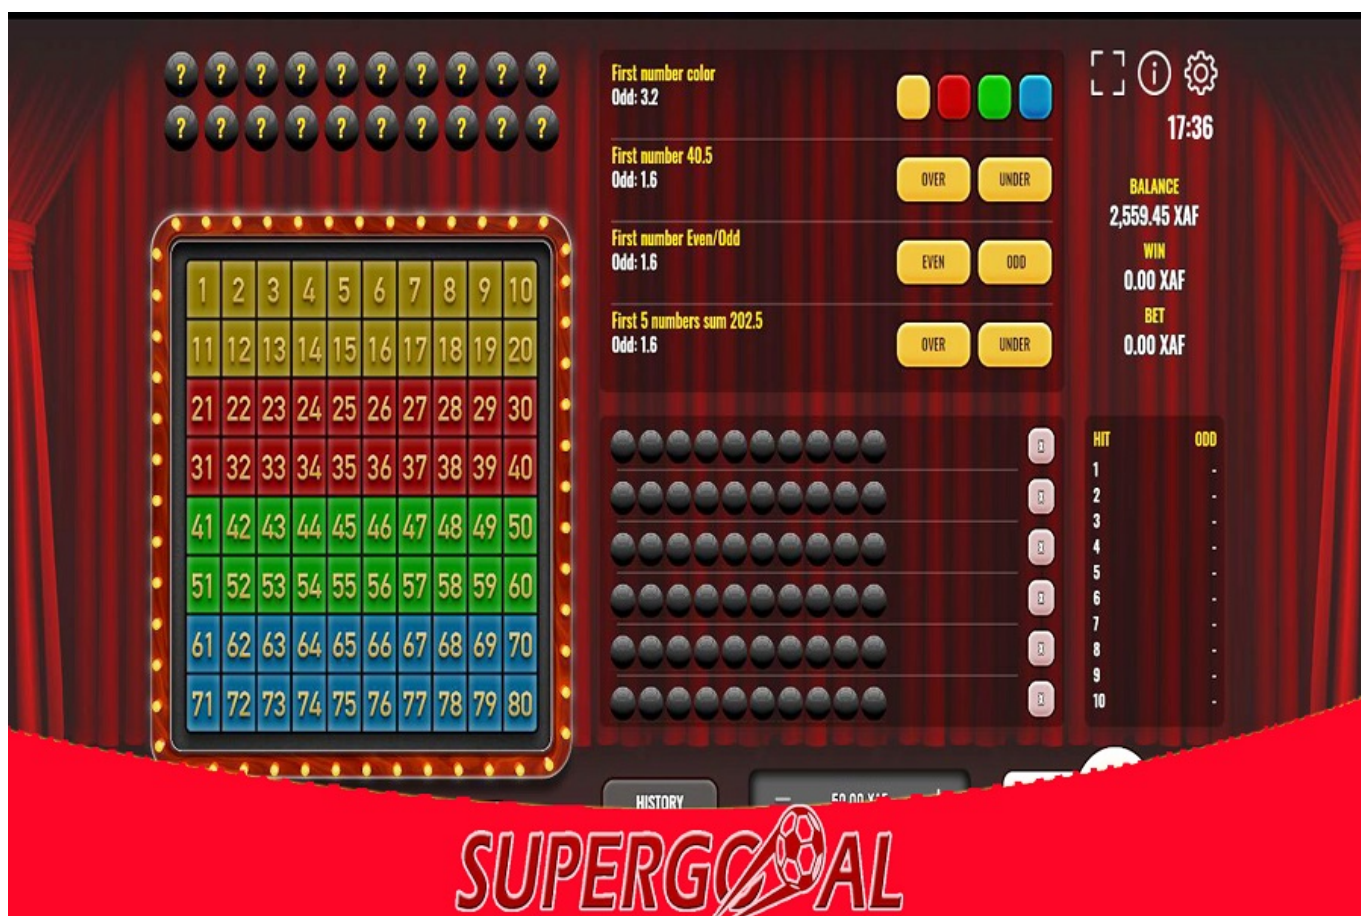 ? ? ? ? ? ? ? ? ? ?
? ? ? ? ? ? ? ? ? ?
1 2 3 4 5 6 7 8 9 10
11 12 13 14 15 16 17 18 19 20
21 22 23 24 25 26 27 28 29 30
31 32 33 34 35 36 37 38 39 40
41 42 43 44 45 46 47 48 49 50
51 52 53 54 55 56 57 58 59 60
61 62 63 64 65 66 67 68 69 70
71 72 73 74 75 76 77 78 79 80
First number color
Odd: 3.2
First number 40.5
Odd: 1.6
OVER UNDER
First number Even/Odd
Odd: 1.6
EVEN ODD
First 5 numbers sum 202.5
Odd: 1.6
OVER UNDER
X
X
X
X
X
X
i
17:36
BALANCE
2,559.45 XAF
WIN
0.00 XAF
BET
0.00 XAF
HIT ODD
1 -
2 -
3 -
4 -
5 -
6 -
7 -
8 -
9 -
10 -
HISTORY
− 50.00 XAF +
SUPERGOAL